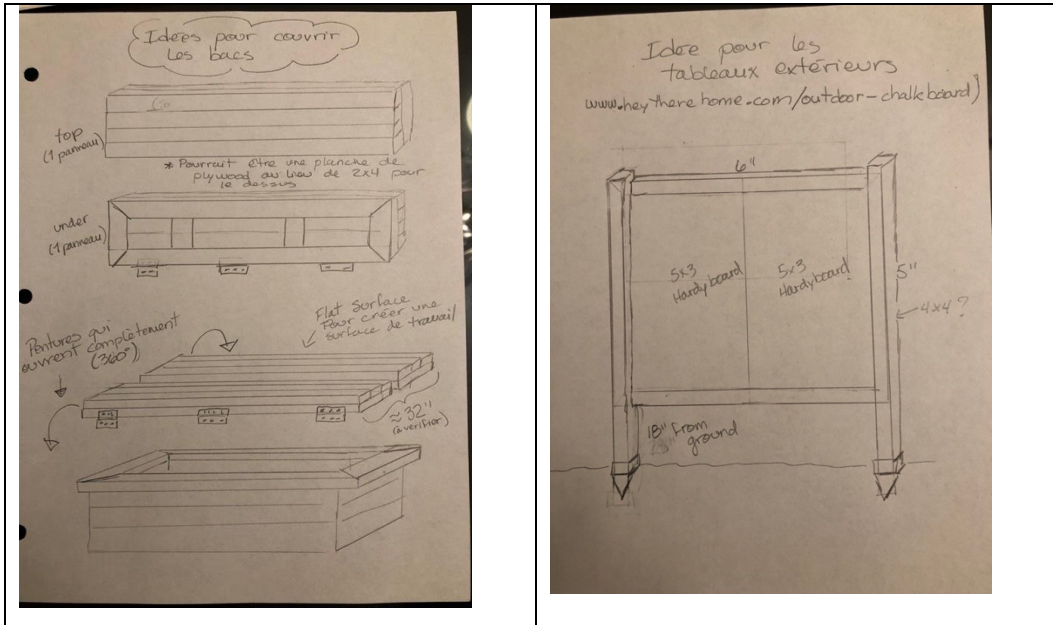 Idées pour couvrir
les bacs
top
(1 panneau)
* Pourrait être une planche de
plywood au lieu de 2x4 pour
le dessus
under
(1 panneau)
Pentures qui
ouvrent complètement
(360°)
Flat surface
Pour créer une
surface de travail
≈ 32"
(à verifier)
Idée pour les
tableaux extérieurs
www.heytherehome.com/outdoor-chalkboard)
6"
5x3
Hardyboard
5x3
Hardyboard
5"
4x4?
18" from
ground